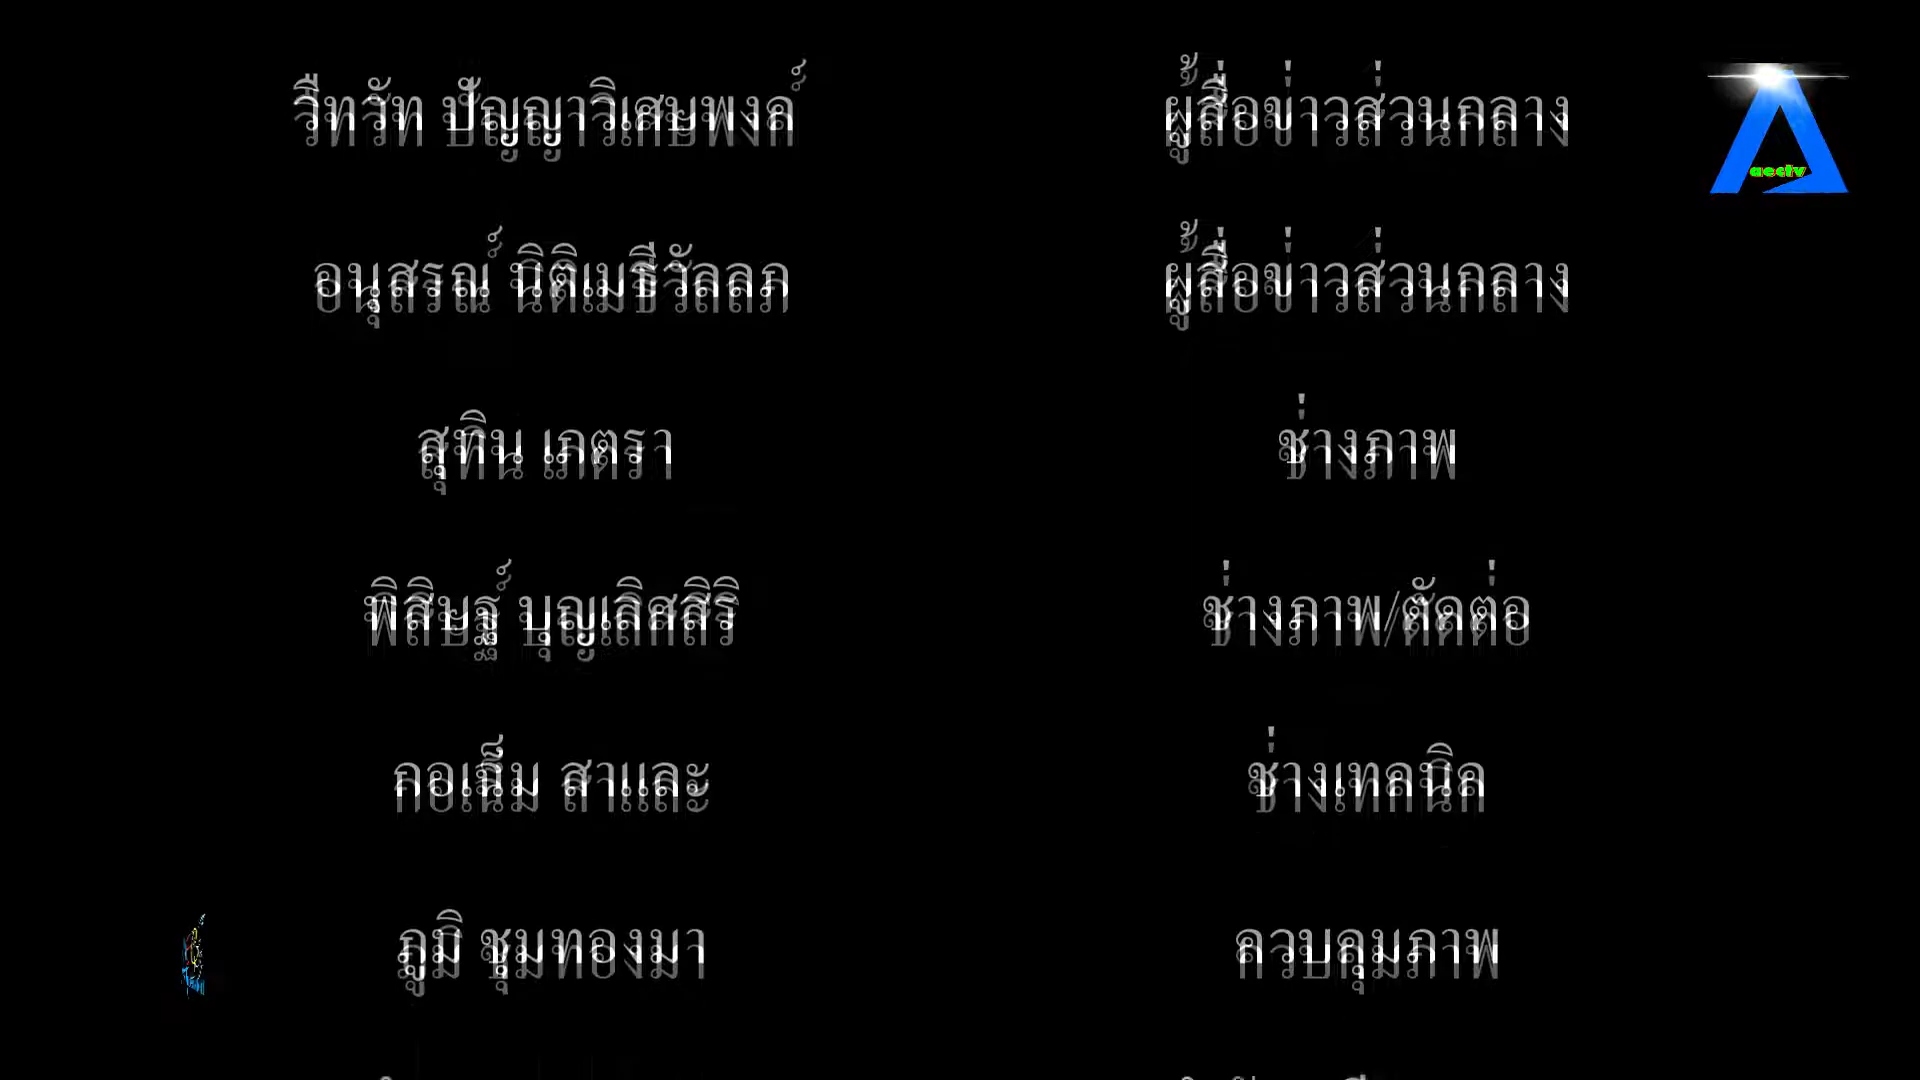 วีทวัท ปัญญาวิเศษพงค์ ผู้สื่อข่าวส่วนกลาง
aectv
อนุสรณ์ นิติเมธีวัลลภ ผู้สื่อข่าวส่วนกลาง
สุทิน เภตรา ช่างภาพ
พิสิษฐ์ บุญเลิศสิริ ช่างภาพ/ตัดต่อ
กอเฉ็ม สาและ ช่างเทคนิค
ภูมิ ชุมทองมา ควบคุมภาพ